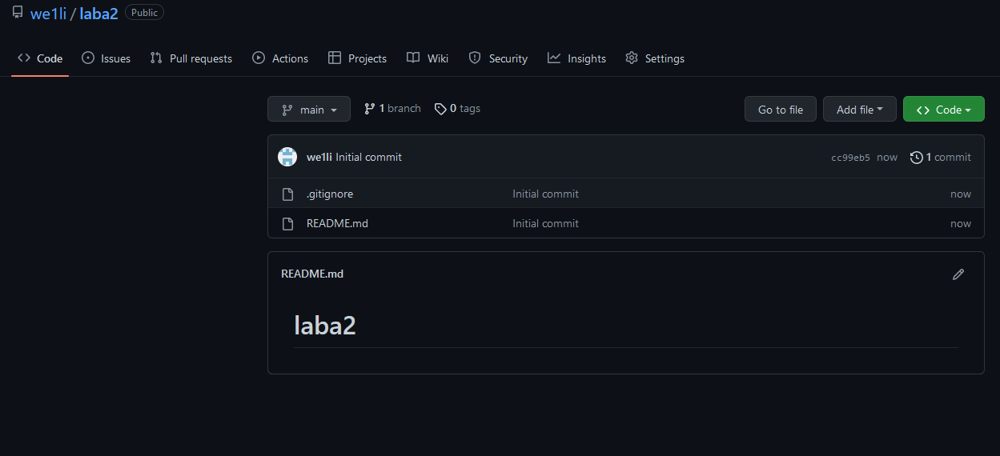 we1li / laba2 Public
Code Issues Pull requests Actions Projects Wiki Security Insights Settings
main 1 branch 0 tags Go to file Add file Code
we1li Initial commit cc99eb5 now 1 commit
.gitignore Initial commit now
README.md Initial commit now
README.md
laba2